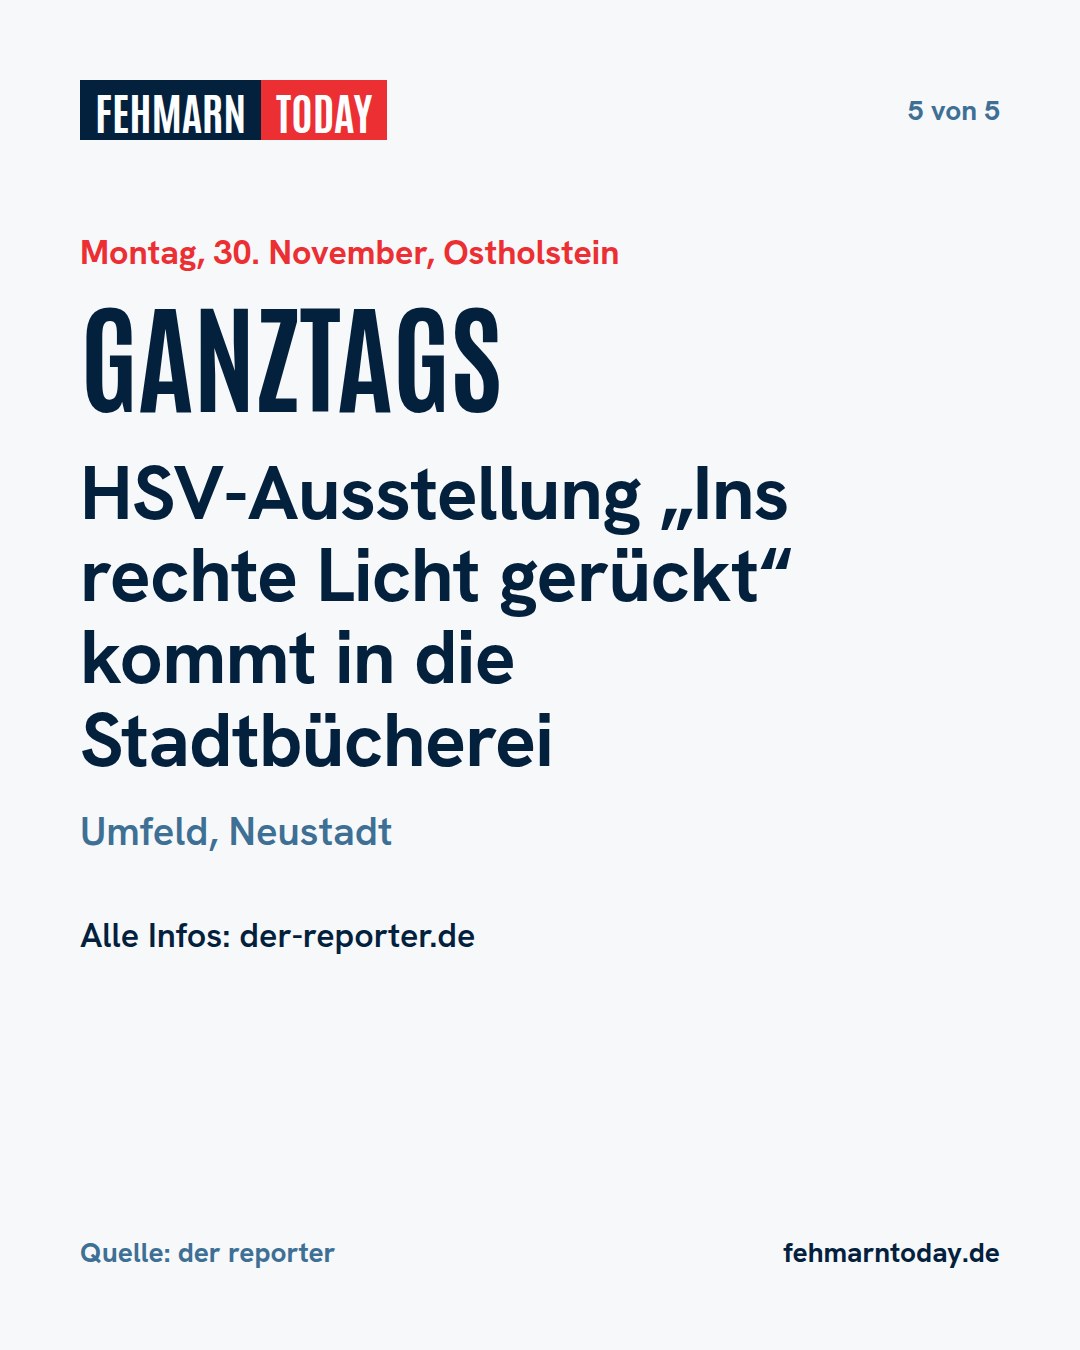 FEHMARN TODAY
5 von 5
Montag, 30. November, Ostholstein
GANZTAGS
HSV-Ausstellung „Ins
rechte Licht gerückt“
kommt in die
Stadtbücherei
Umfeld, Neustadt
Alle Infos: der-reporter.de
Quelle: der reporter
fehmarntoday.de